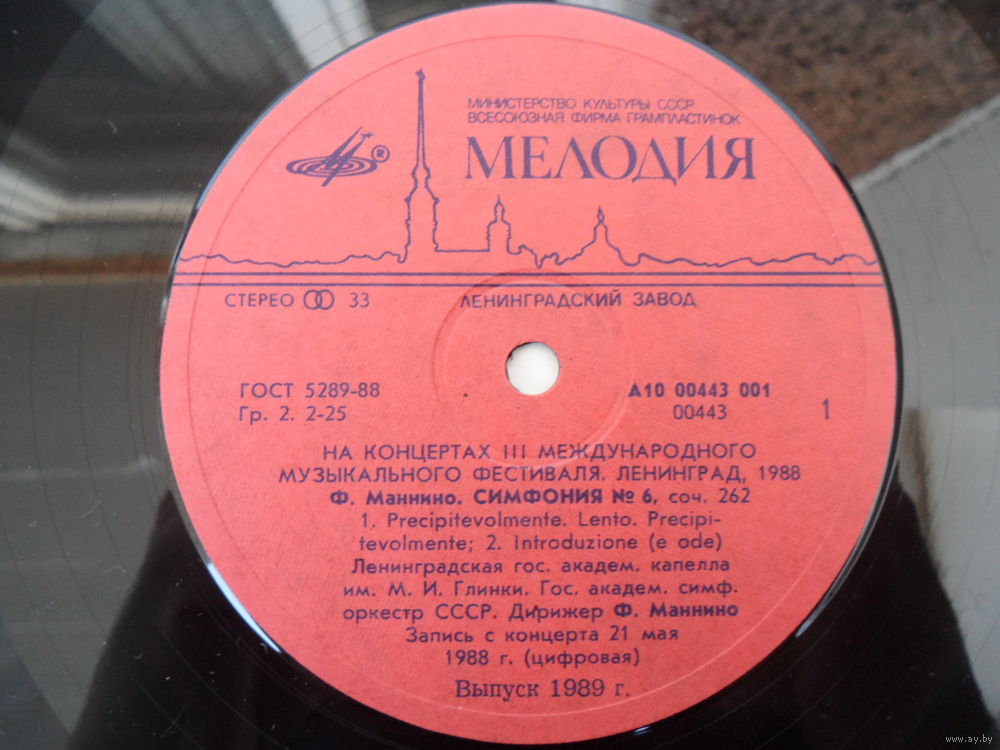 МИНИСТЕРСТВО КУЛЬТУРЫ СССР
ВСЕСОЮЗНАЯ ФИРМА ГРАМПЛАСТИНОК
МЕЛОДИЯ
®
СТЕРЕО 33 ЛЕНИНГРАДСКИЙ ЗАВОД
ГОСТ 5289-88 А10 00443 001
Гр. 2. 2-25 00443 1
НА КОНЦЕРТАХ III МЕЖДУНАРОДНОГО
МУЗЫКАЛЬНОГО ФЕСТИВАЛЯ. ЛЕНИНГРАД, 1988
Ф. Маннино. СИМФОНИЯ № 6, соч. 262
1. Precipitevolmente. Lento. Precipi-
tevolmente; 2. Introduzione (e ode)
Ленинградская гос. академ. капелла
им. М. И. Глинки. Гос. академ. симф.
оркестр СССР. Дирижер Ф. Маннино
Запись с концерта 21 мая
1988 г. (цифровая)
Выпуск 1989 г.
www.ay.by